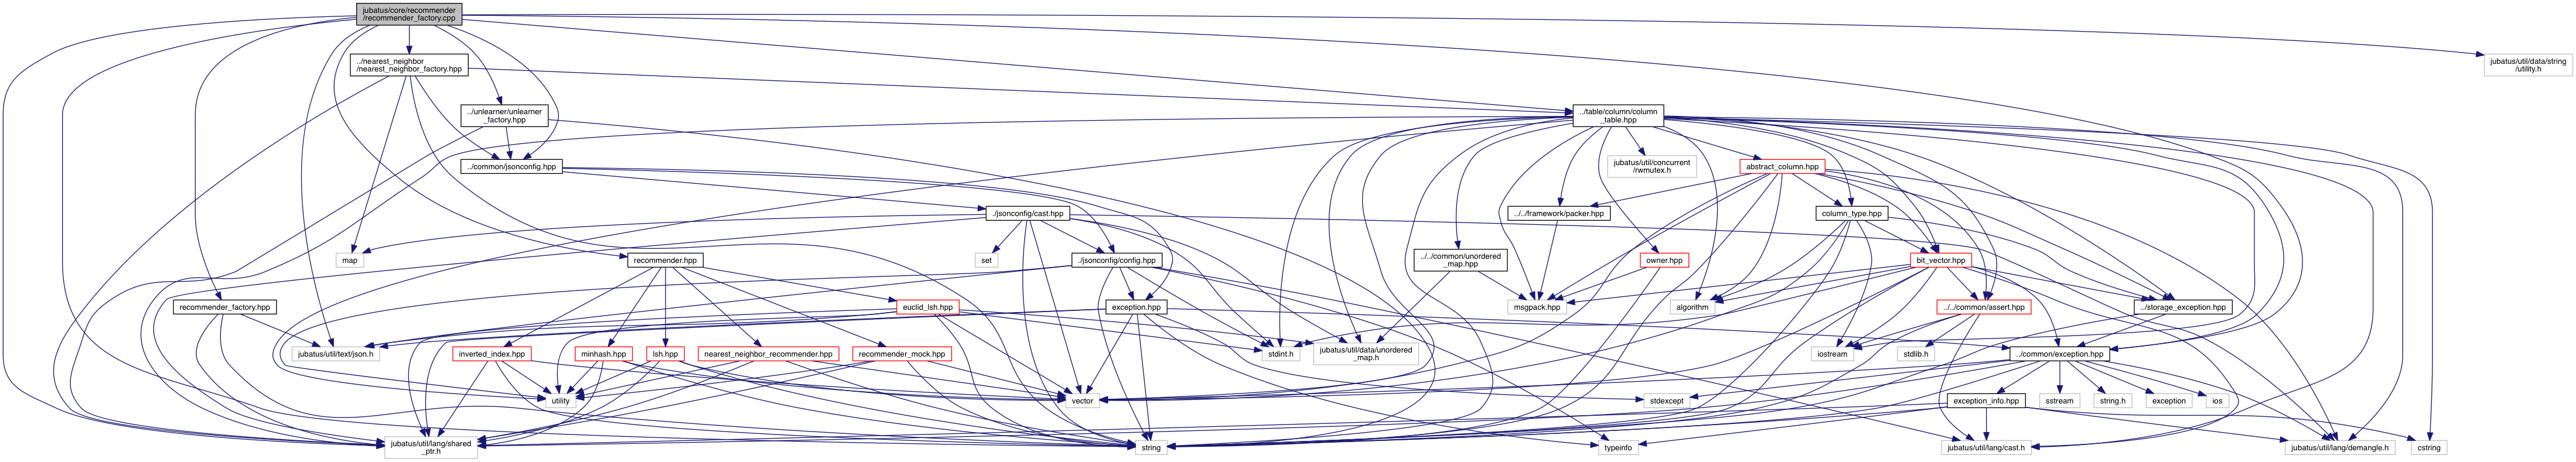 jubatus/core/recommender
/recommender_factory.cpp
../nearest_neighbor
/nearest_neighbor_factory.hpp
jubatus/util/data/string
/utility.h
../unlearner/unlearner
_factory.hpp
../table/column/column
_table.hpp
../common/jsonconfig.hpp
jubatus/util/concurrent
/rwmutex.h
abstract_column.hpp
./jsonconfig/cast.hpp
../../framework/packer.hpp
column_type.hpp
map
recommender.hpp
set
./jsonconfig/config.hpp
../../common/unordered
_map.hpp
owner.hpp
bit_vector.hpp
recommender_factory.hpp
euclid_lsh.hpp
exception.hpp
msgpack.hpp
algorithm
../../common/assert.hpp
../storage_exception.hpp
jubatus/util/text/json.h
inverted_index.hpp
minhash.hpp
lsh.hpp
nearest_neighbor_recommender.hpp
recommender_mock.hpp
stdint.h
jubatus/util/data/unordered
_map.h
iostream
stdlib.h
../common/exception.hpp
utility
vector
stdexcept
exception_info.hpp
sstream
string.h
exception
ios
jubatus/util/lang/shared
_ptr.h
string
typeinfo
jubatus/util/lang/cast.h
jubatus/util/lang/demangle.h
cstring